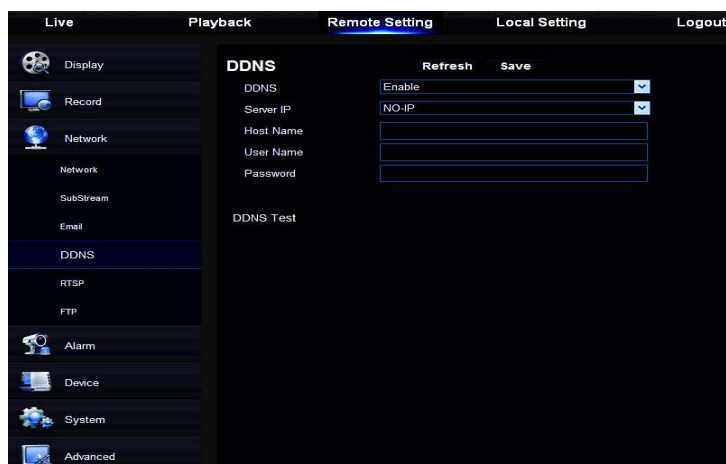 Live Playback Remote Setting Local Setting Logout
Display
Record
Network
Network
SubStream
Email
DDNS
RTSP
FTP
Alarm
Device
System
Advanced
DDNS Refresh Save
DDNS Enable
Server IP NO-IP
Host Name
User Name
Password
DDNS Test